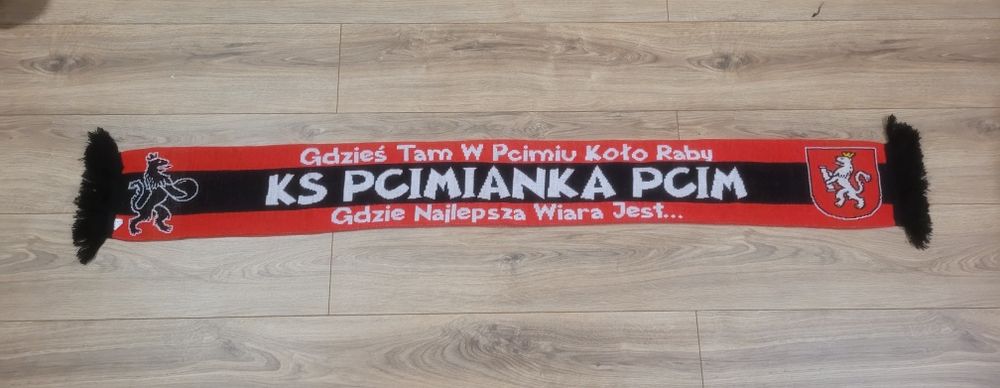 Gdzieś Tam W Pcimiu Koło Raby
KS PCIMIANKA PCIM
Gdzie Najlepsza Wiara Jest...